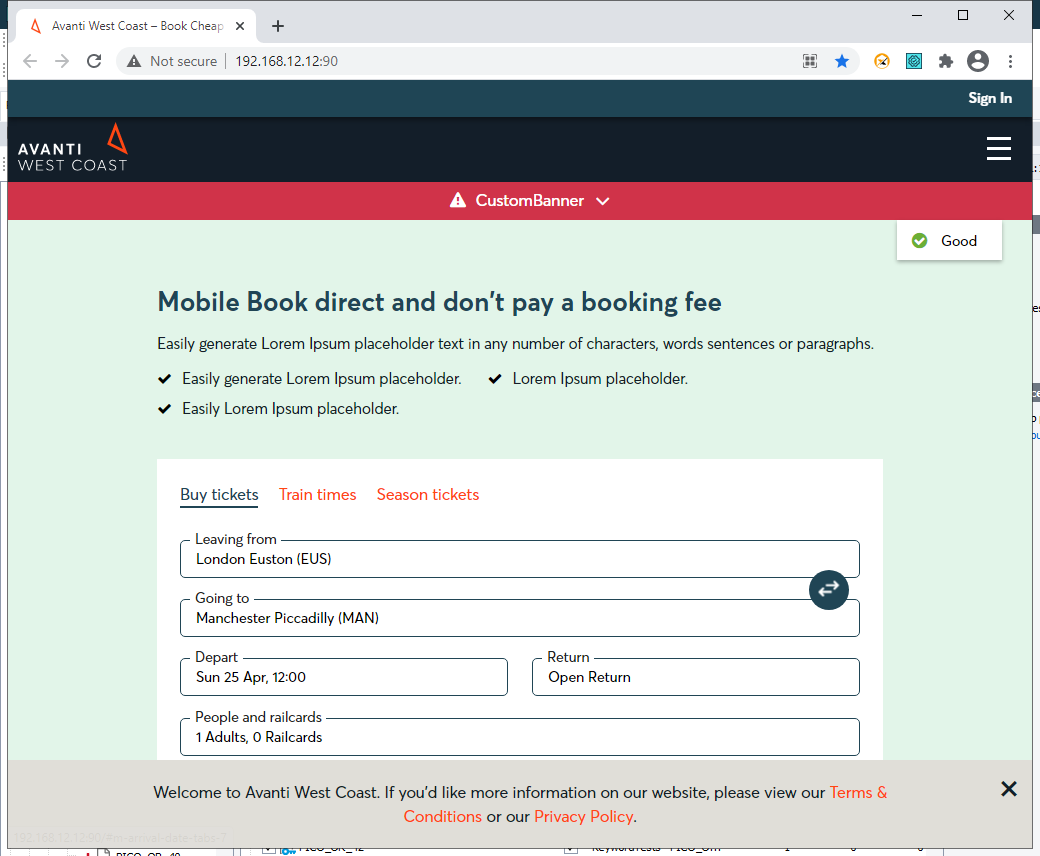 Avanti West Coast – Book Cheap
Not secure
192.168.12.12:90
Sign In
AVANTI
WEST COAST
CustomBanner
Good
Mobile Book direct and don't pay a booking fee
Easily generate Lorem Ipsum placeholder text in any number of characters, words sentences or paragraphs.
Easily generate Lorem Ipsum placeholder.
Lorem Ipsum placeholder.
Easily Lorem Ipsum placeholder.
Buy tickets
Train times
Season tickets
Leaving from
London Euston (EUS)
Going to
Manchester Piccadilly (MAN)
Depart
Return
Sun 25 Apr, 12:00
Open Return
People and railcards
1 Adults, 0 Railcards
Welcome to Avanti West Coast. If you'd like more information on our website, please view our Terms &
Conditions or our Privacy Policy.